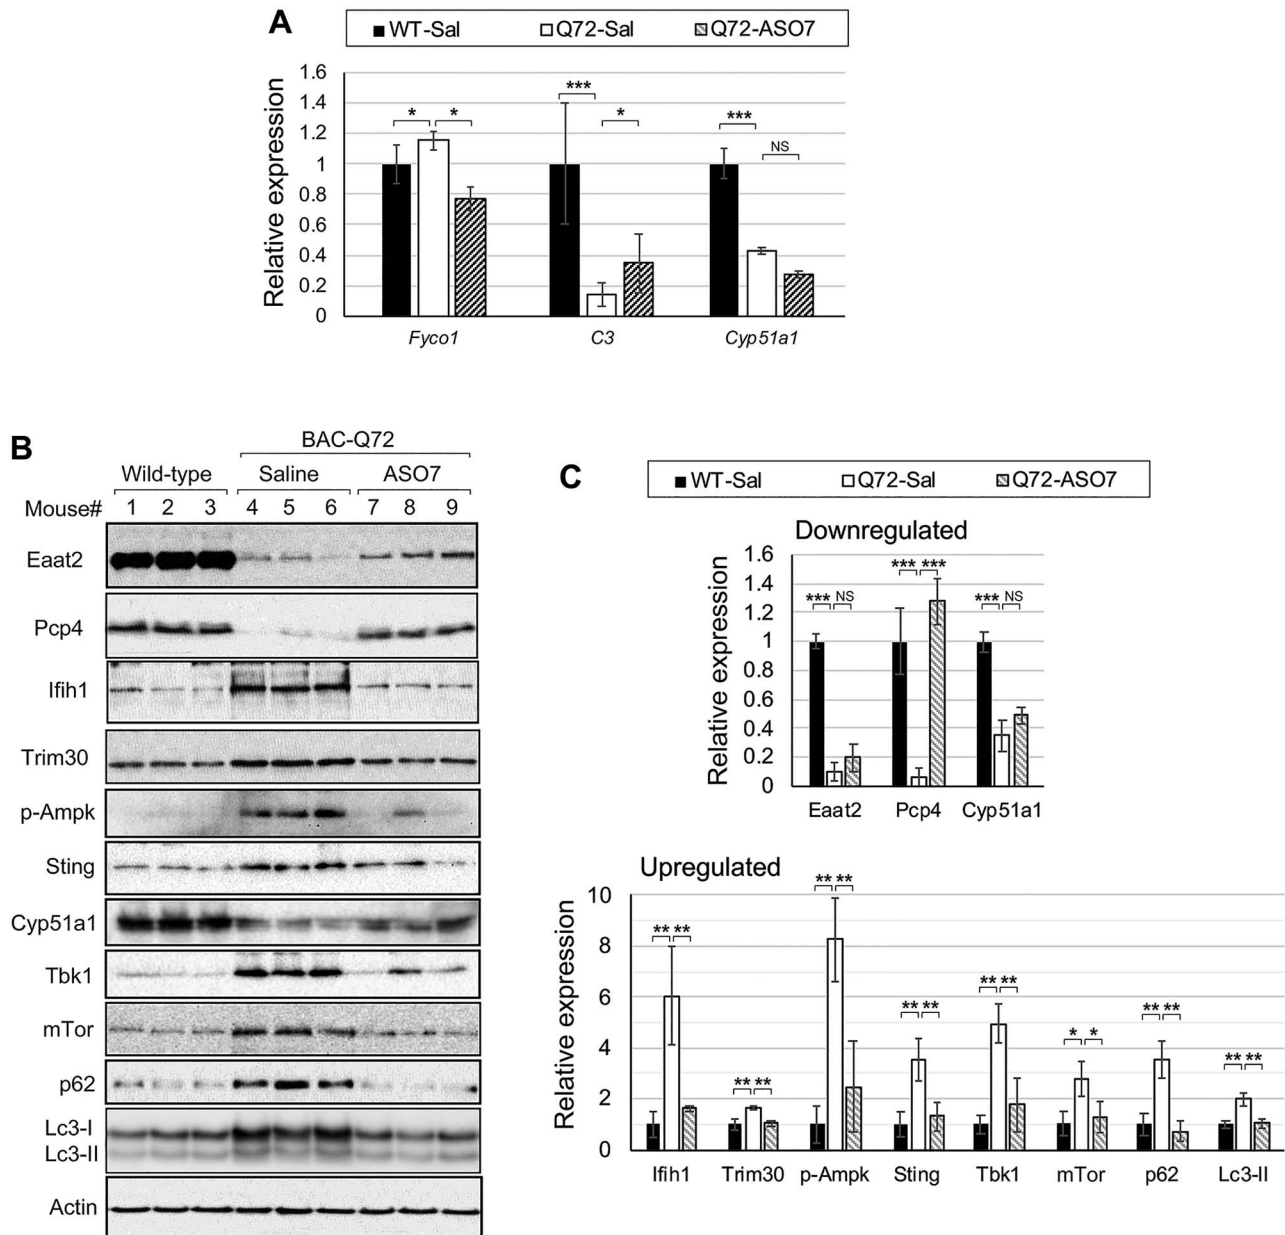 A
WT-Sal Q72-Sal Q72-ASO7
Relative expression
1.6
1.4
1.2
1
0.8
0.6
0.4
0.2
0
* * *** * *** NS
Fyco1 C3 Cyp51a1
B
BAC-Q72
Wild-type Saline ASO7
Mouse# 1 2 3 4 5 6 7 8 9
Eaat2
Pcp4
Ifih1
Trim30
p-Ampk
Sting
Cyp51a1
Tbk1
mTor
p62
Lc3-I
Lc3-II
Actin
C
WT-Sal Q72-Sal Q72-ASO7
Downregulated
Relative expression
1.6
1.4
1.2
1
0.8
0.6
0.4
0.2
0
*** NS *** *** *** NS
Eaat2 Pcp4 Cyp51a1
Upregulated
Relative expression
10
8
6
4
2
0
** ** ** ** ** ** ** ** ** ** * * ** ** ** **
Ifih1 Trim30 p-Ampk Sting Tbk1 mTor p62 Lc3-II